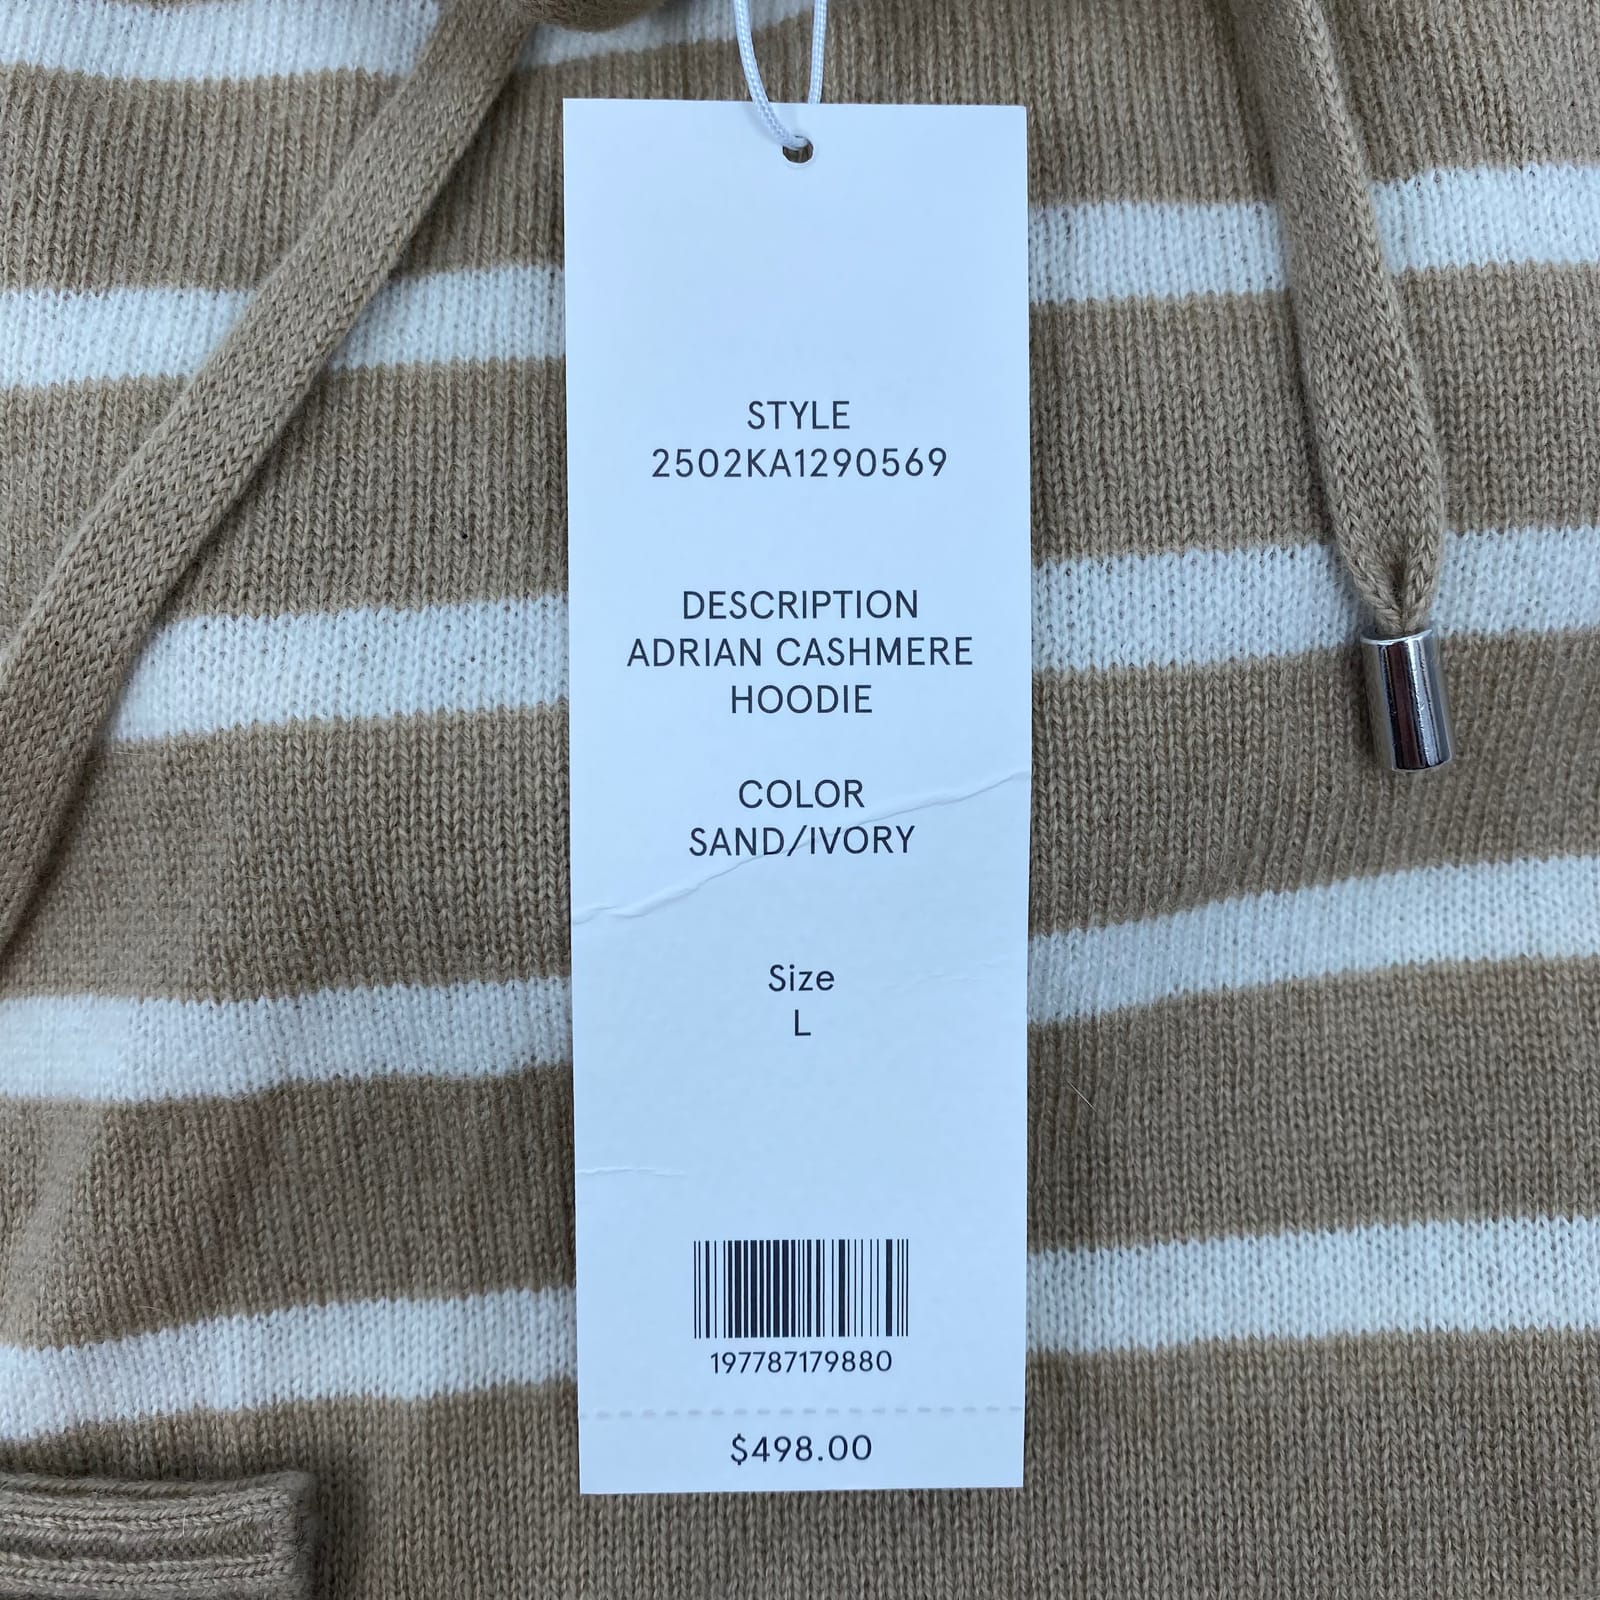 STYLE
2502KA1290569
DESCRIPTION
ADRIAN CASHMERE
HOODIE
COLOR
SAND/IVORY
Size
L
197787179880
$498.00